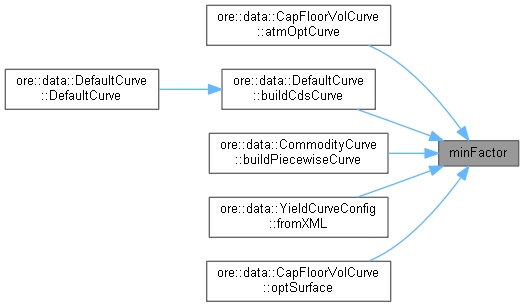 ore::data::CapFloorVolCurve
::atmOptCurve
ore::data::DefaultCurve
::DefaultCurve
ore::data::DefaultCurve
::buildCdsCurve
ore::data::CommodityCurve
::buildPiecewiseCurve
minFactor
ore::data::YieldCurveConfig
::fromXML
ore::data::CapFloorVolCurve
::optSurface